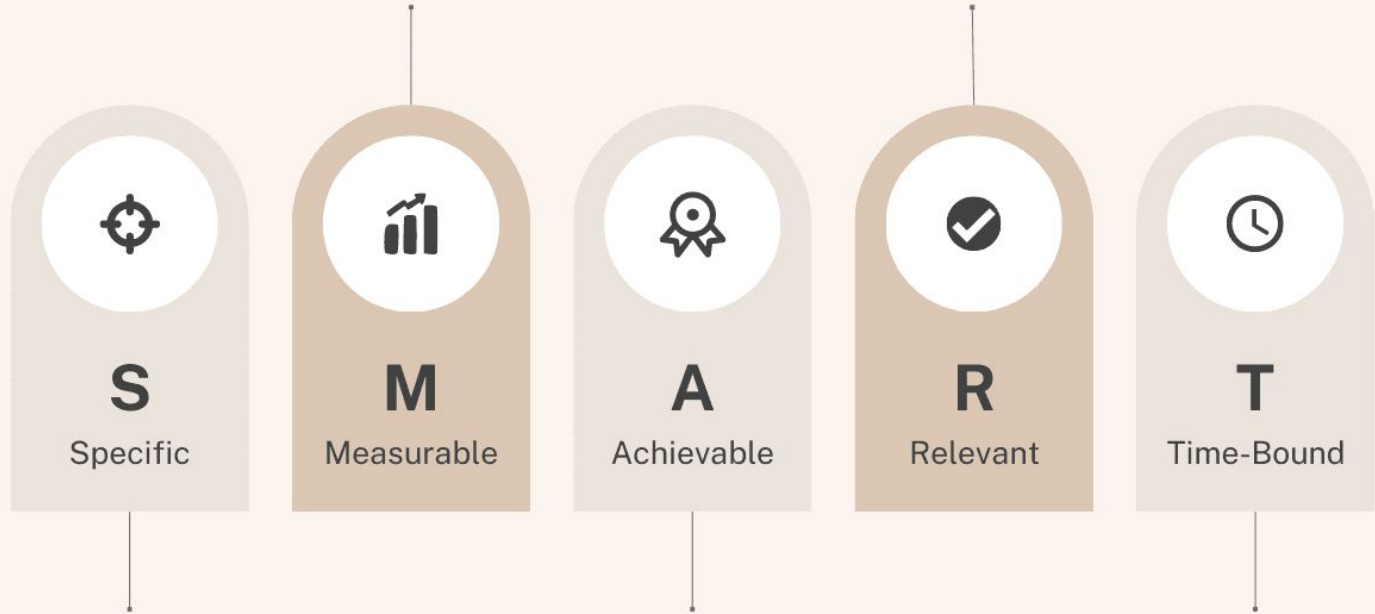 S
Specific
M
Measurable
A
Achievable
R
Relevant
T
Time-Bound